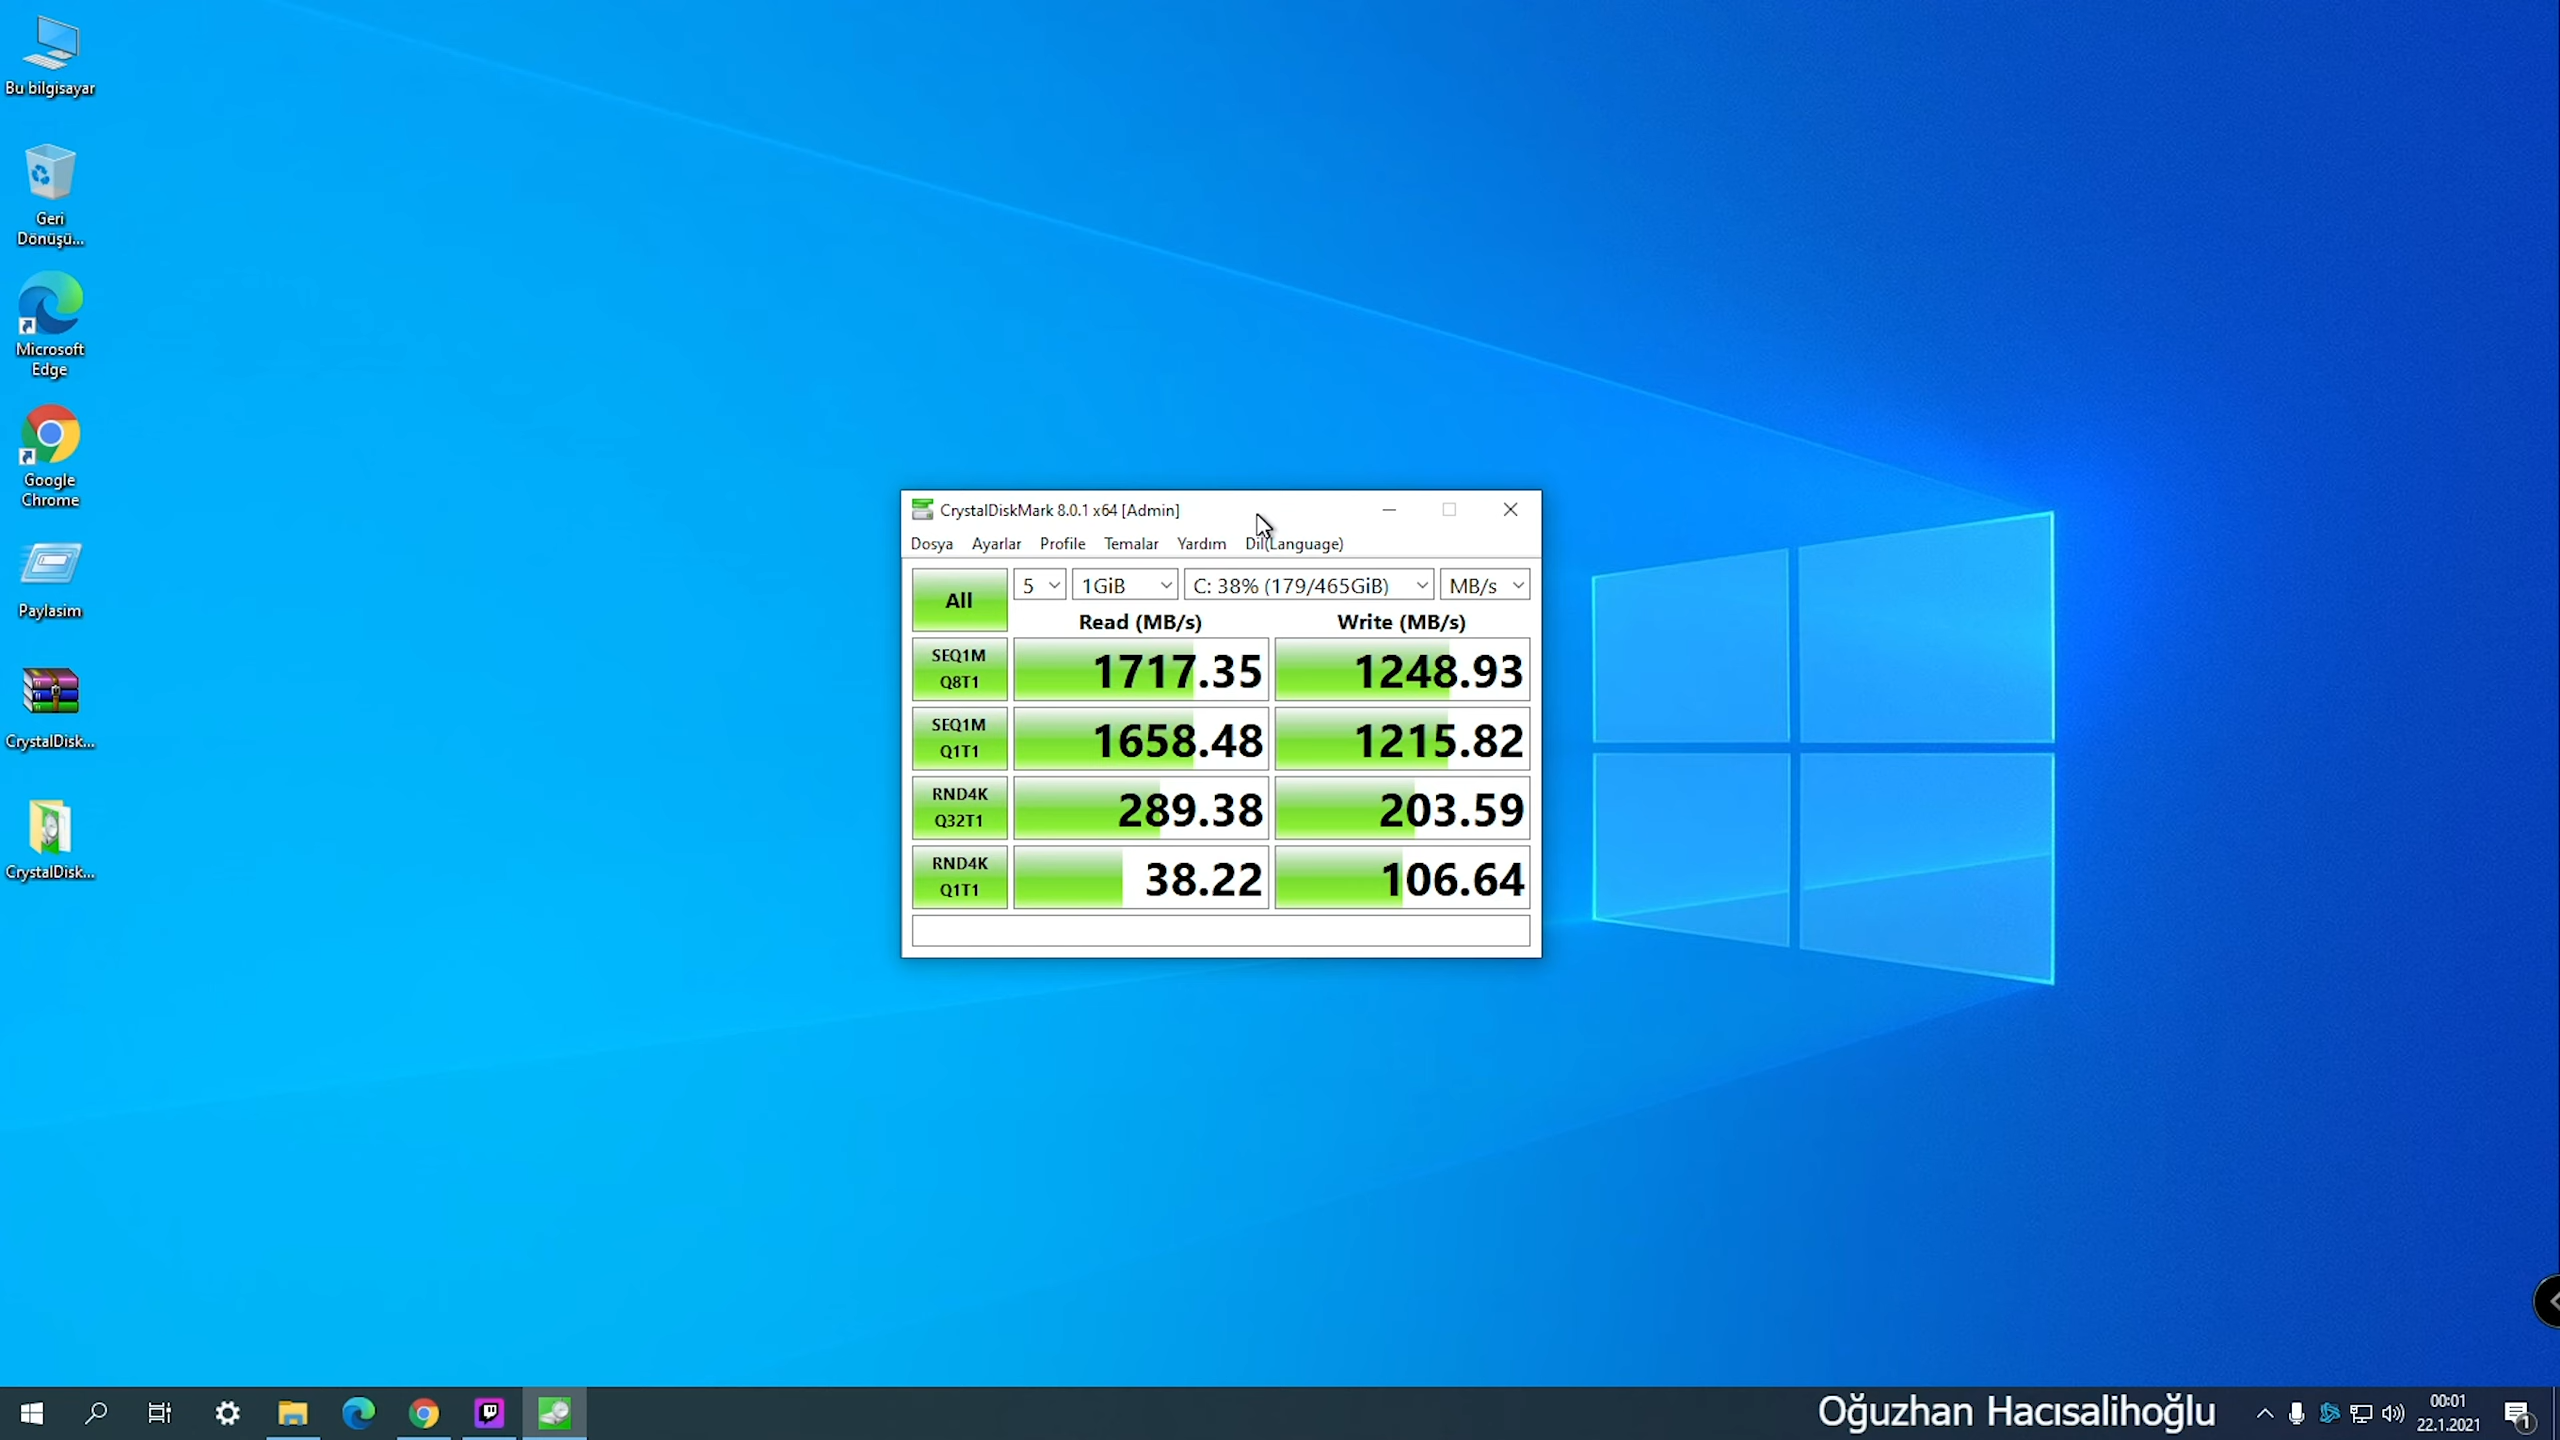 Bu bilgisayar
Geri
Dönüşü...
Microsoft
Edge
Google
Chrome
Paylasim
CrystalDisk...
CrystalDisk...
CrystalDiskMark 8.0.1 x64 [Admin]
Dosya Ayarlar Profile Temalar Yardım Dil(Language)
All 5 1GiB C: 38% (179/465GiB) MB/s
Read (MB/s) Write (MB/s)
SEQ1M
Q8T1 1717.35 1248.93
SEQ1M
Q1T1 1658.48 1215.82
RND4K
Q32T1 289.38 203.59
RND4K
Q1T1 38.22 106.64
Oğuzhan Hacısalihoğlu
00:01
22.1.2021
1